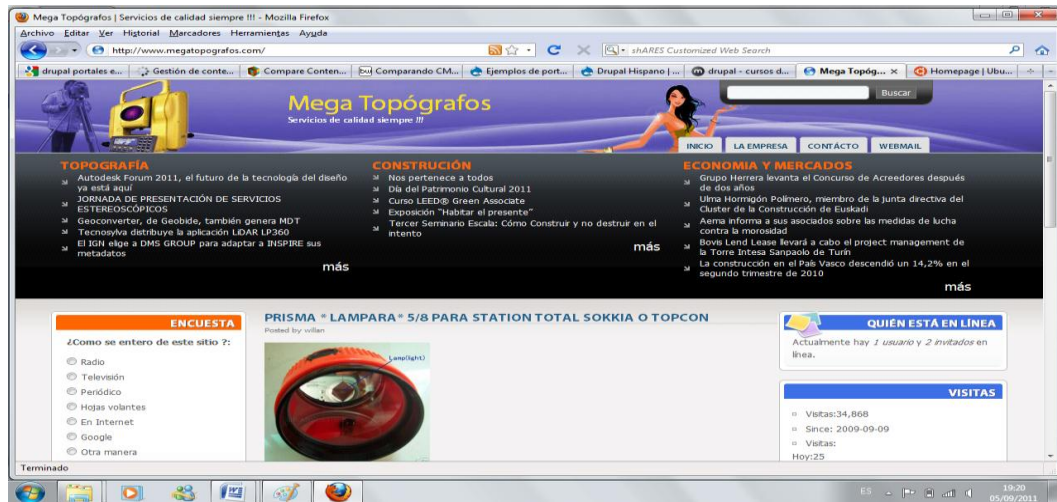 Mega Topógrafos | Servicios de calidad siempre !!! - Mozilla Firefox
Archivo Editar Ver Historial Marcadores Herramientas Ayuda
http://www.megatopografos.com/
shARES Customized Web Search
drupal portales e...
Gestión de conte...
Compare Conten...
Comparando CM...
Ejemplos de port...
Drupal Hispano | ...
drupal - cursos d...
Mega Topóg...
Homepage | Ubu...
Mega Topógrafos
Servicios de calidad siempre !!!
Buscar
INICIO
LA EMPRESA
CONTÁCTO
WEBMAIL
TOPOGRAFÍA
Autodesk Forum 2011, el futuro de la tecnología del diseño
ya está aquí
JORNADA DE PRESENTACIÓN DE SERVICIOS
ESTEREOSCÓPICOS
Geoconverter, de Geobide, también genera MDT
Tecnosylva distribuye la aplicación LiDAR LP360
El IGN elige a DMS GROUP para adaptar a INSPIRE sus
metadatos
más
CONSTRUCIÓN
Nos pertenece a todos
Día del Patrimonio Cultural 2011
Curso LEED® Green Associate
Exposición "Habitar el presente"
Tercer Seminario Escala: Cómo Construir y no destruir en el
intento
más
ECONOMIA Y MERCADOS
Grupo Herrera levanta el Concurso de Acreedores después
de dos años
Ulma Hormigón Polímero, miembro de la junta directiva del
Cluster de la Construcción de Euskadi
Aema informa a sus asociados sobre las medidas de lucha
contra la morosidad
Bovis Lend Lease llevará a cabo el project management de
la Torre Intesa Sanpaolo de Turín
La construcción en el País Vasco descendió un 14,2% en el
segundo trimestre de 2010
más
ENCUESTA
¿Como se entero de este sitio ?:
Radio
Televisión
Periódico
Hojas volantes
En Internet
Google
Otra manera
PRISMA * LAMPARA* 5/8 PARA STATION TOTAL SOKKIA O TOPCON
Posted by willan
Lamp(light)
QUIÉN ESTÁ EN LÍNEA
Actualmente hay 1 usuario y 2 invitados en
línea.
VISITAS
Visitas:34,868
Since: 2009-09-09
Visitas:
Hoy:25
Terminado
ES
19:20
05/09/2011